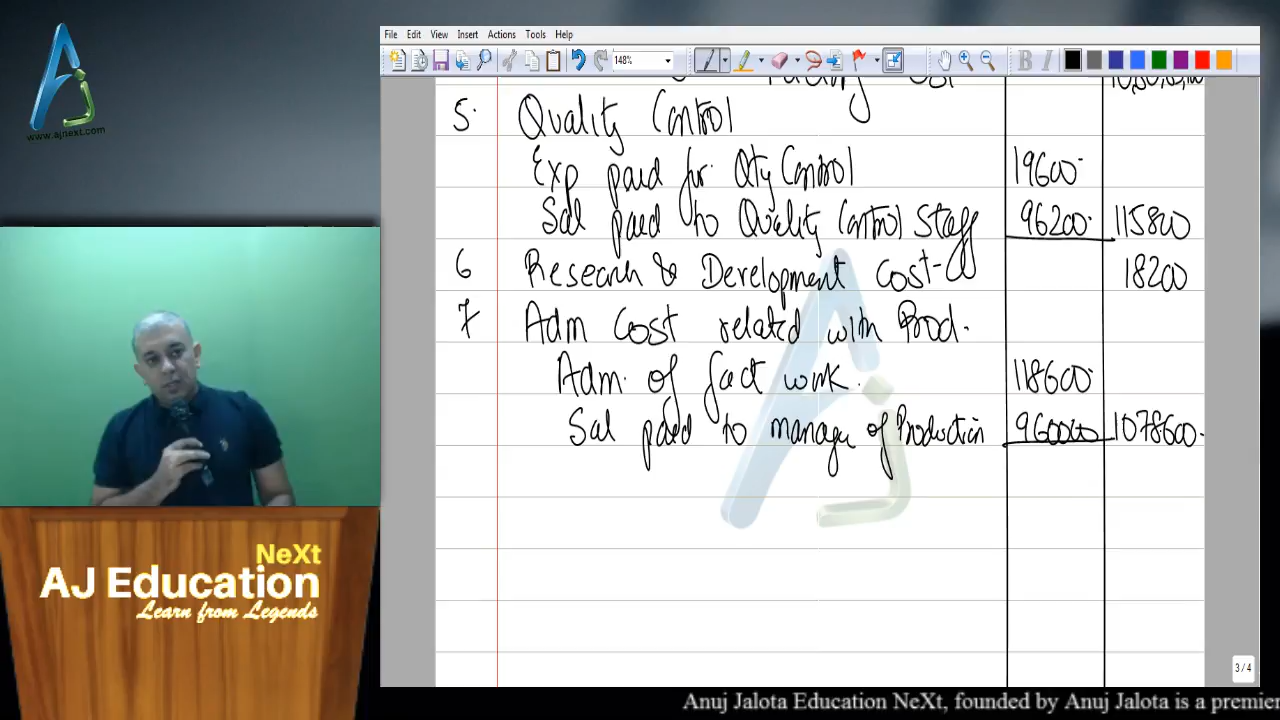 www.ajnext.com
File Edit View Insert Actions Tools Help
148%
B I
5. Quality Control
Exp paid for Qty Control 19600
Sal paid to Quality Control Staff 96200 115800
6 Research & Development Cost 18200
7 Adm Cost related with Prod.
Adm. of fact work. 118600
Sal paid to manager of Production 960000 1078600
3 / 4
NeXt
AJ Education
Learn from Legends
Anuj Jalota Education NeXt, founded by Anuj Jalota is a premier